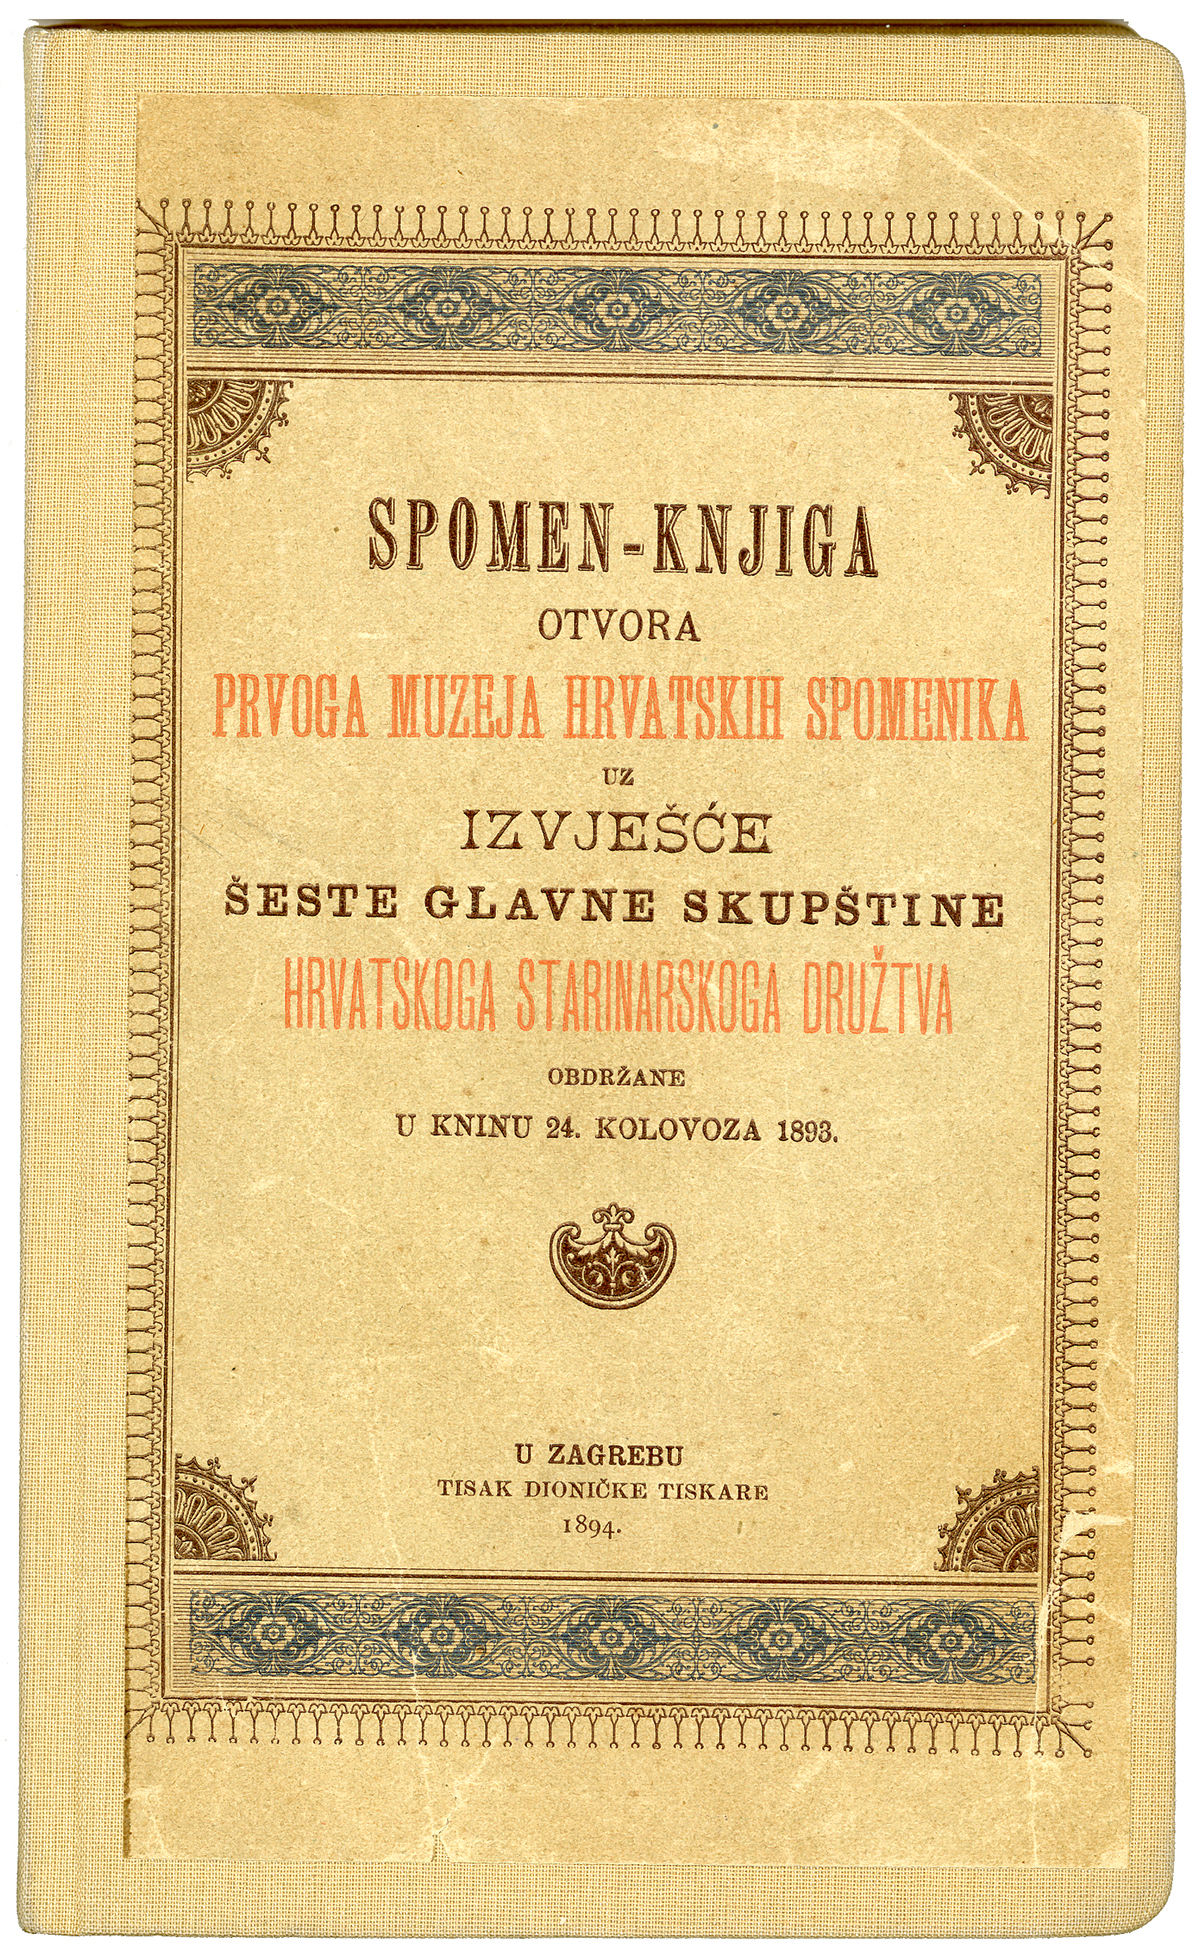 SPOMEN-KNJIGA
OTVORA
PRVOGA MUZEJA HRVATSKIH SPOMENIKA
UZ
IZVJEŠĆE
ŠESTE GLAVNE SKUPŠTINE
HRVATSKOGA STARINARSKOGA DRUŽTVA
OBDRŽANE
U KNINU 24. KOLOVOZA 1893.
U ZAGREBU
TISAK DIONIČKE TISKARE
1894.